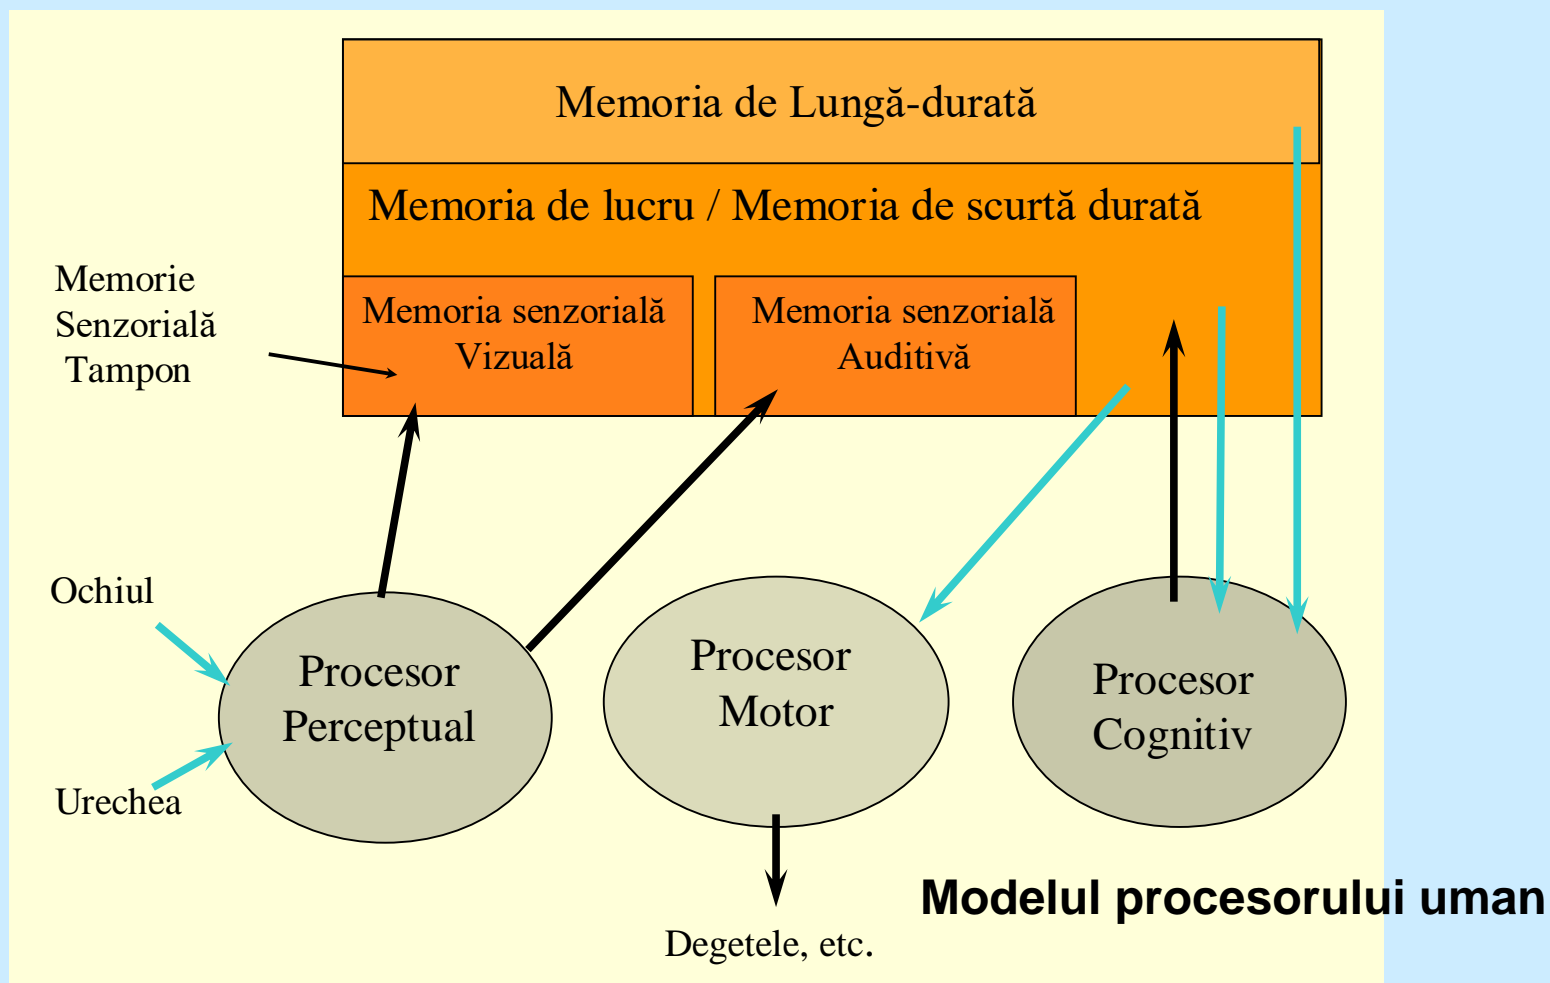 Memoria de Lungă-durată
Memoria de lucru / Memoria de scurtă durată
Memorie
Senzorială
Tampon
Memoria senzorială
Vizuală
Memoria senzorială
Auditivă
Ochiul
Urechea
Procesor
Perceptual
Procesor
Motor
Procesor
Cognitiv
Modelul procesorului uman
Degetele, etc.